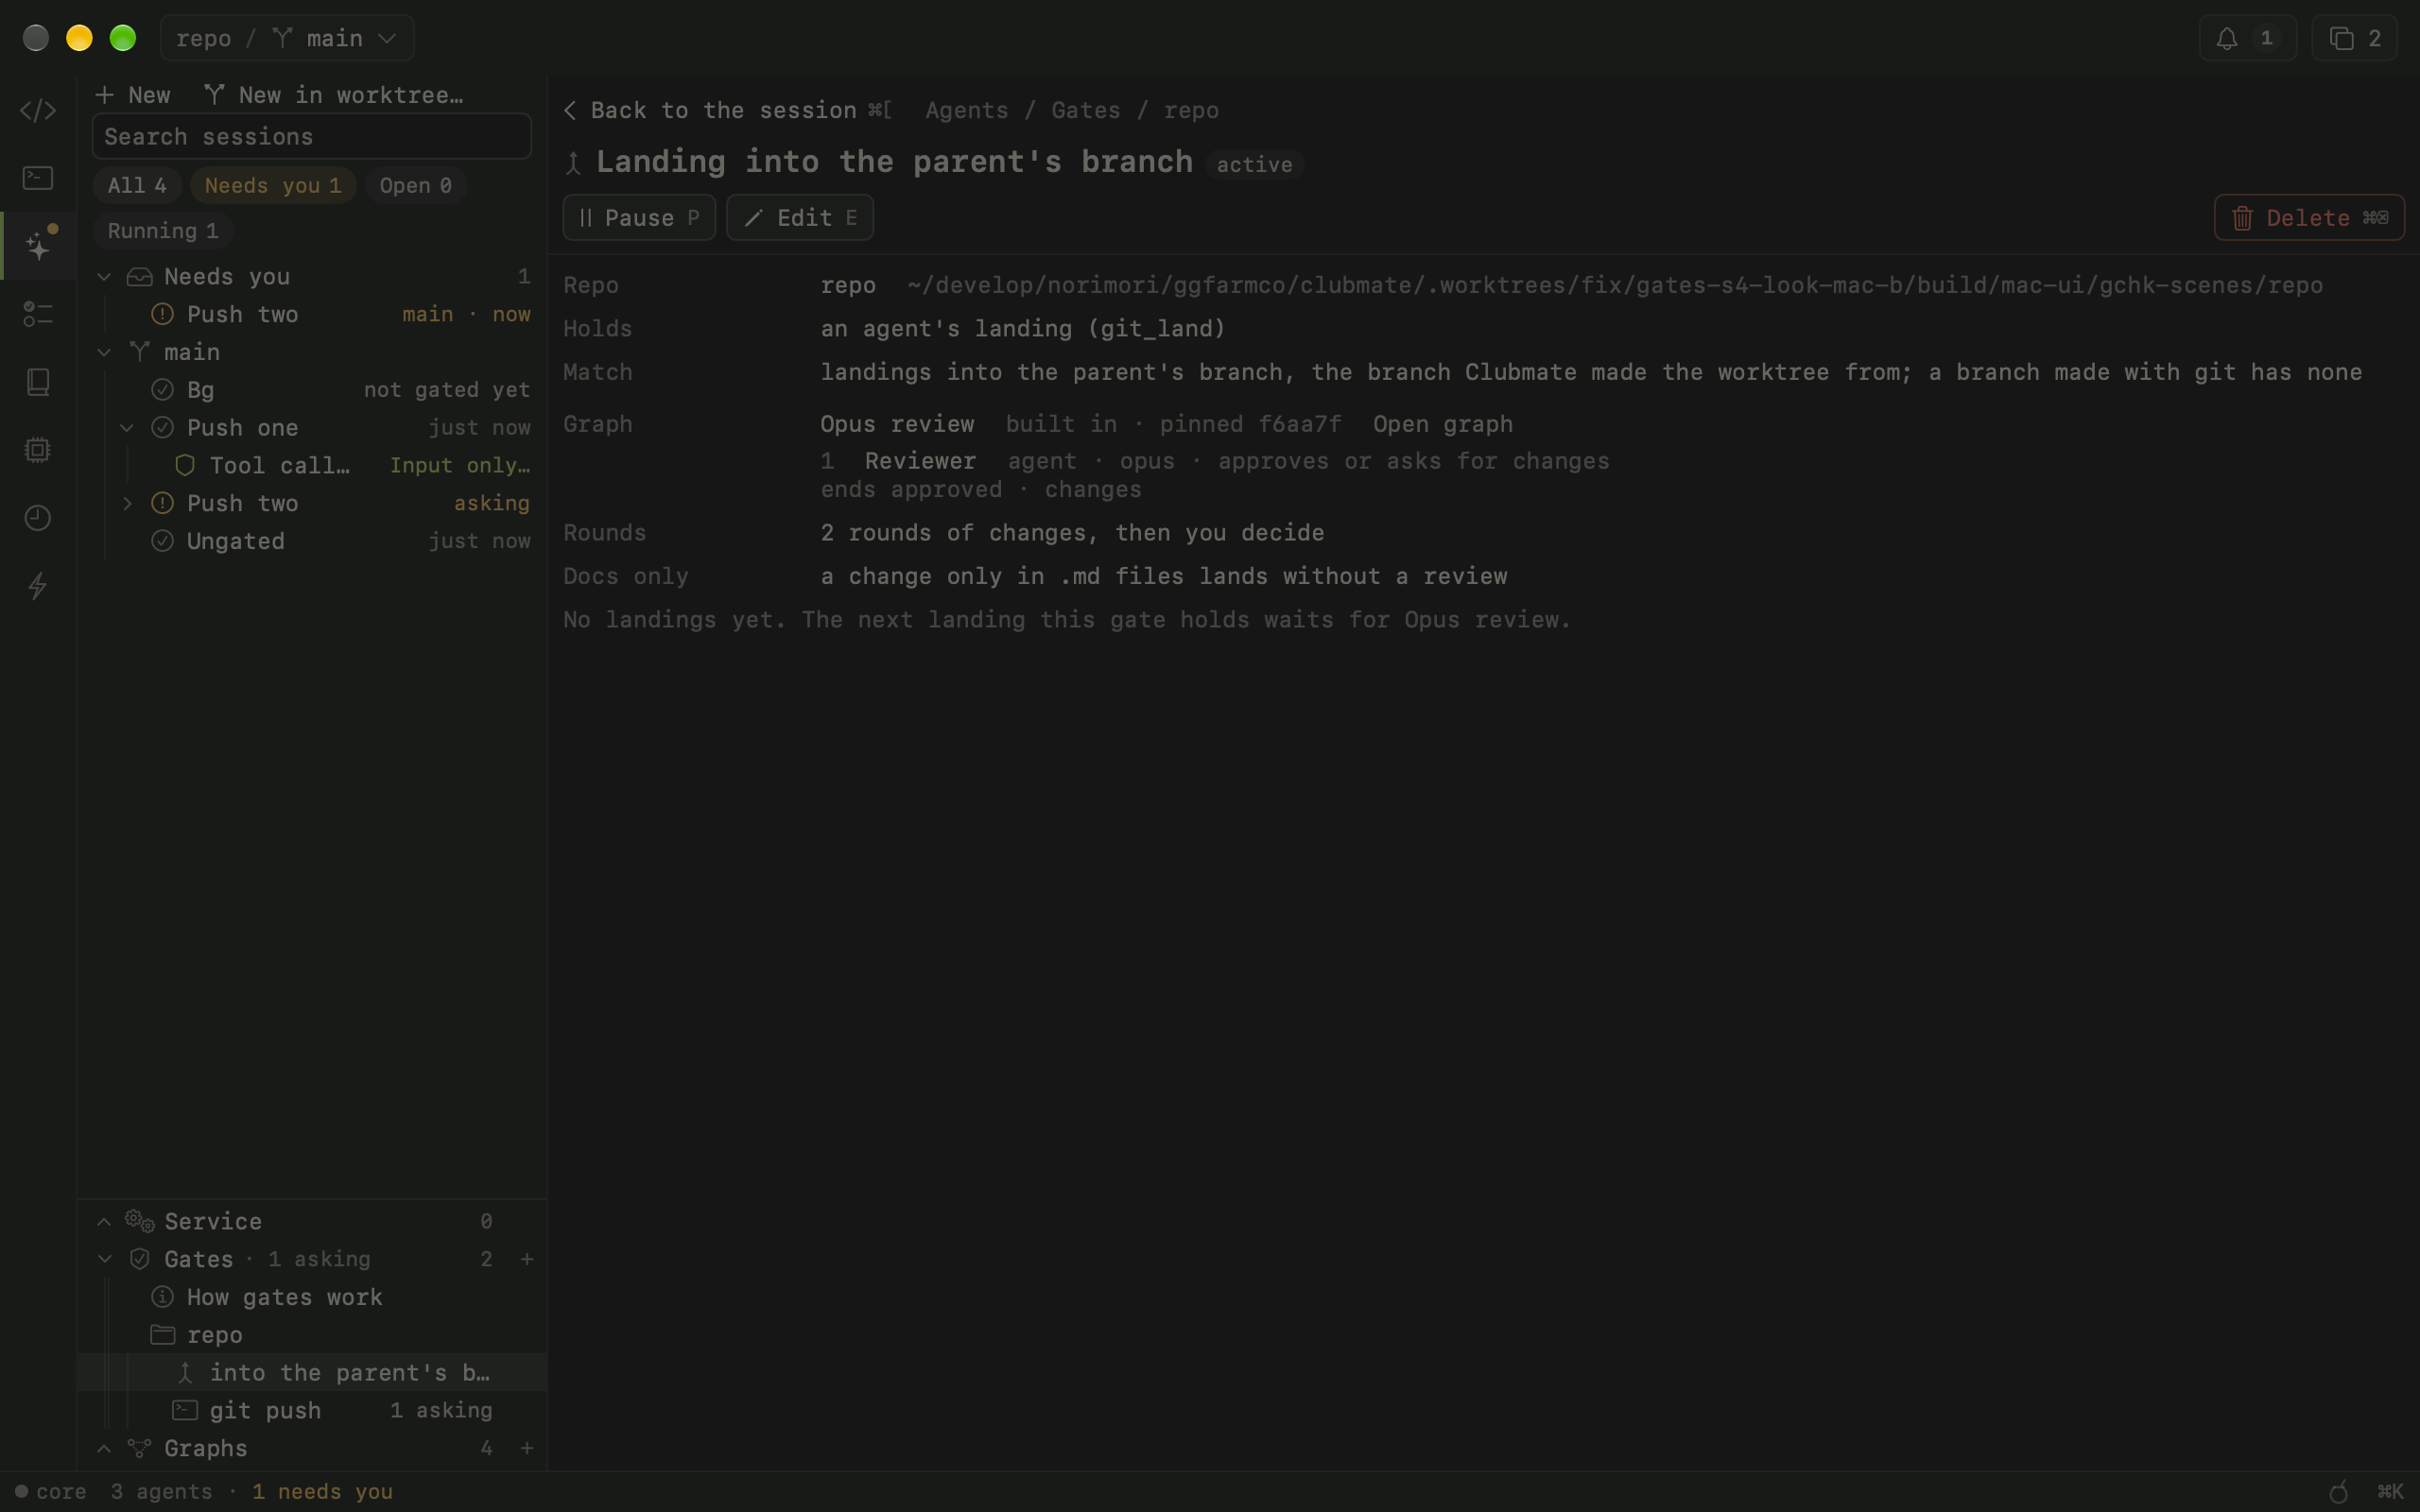 repo / main
1
2
+ New New in worktree…
Search sessions
All 4 Needs you 1 Open 0
Running 1
Needs you 1
Push two main · now
main
Bg not gated yet
Push one just now
Tool call… Input only…
Push two asking
Ungated just now
Service 0
Gates · 1 asking 2 +
How gates work
repo
into the parent's b…
git push 1 asking
Graphs 4 +
Back to the session ⌘[ Agents / Gates / repo
Landing into the parent's branch active
Pause P Edit E Delete ⌘⌫
Repo repo ~/develop/norimori/ggfarmco/clubmate/.worktrees/fix/gates-s4-look-mac-b/build/mac-ui/gchk-scenes/repo
Holds an agent's landing (git_land)
Match landings into the parent's branch, the branch Clubmate made the worktree from; a branch made with git has none
Graph Opus review built in · pinned f6aa7f Open graph
1 Reviewer agent · opus · approves or asks for changes
ends approved · changes
Rounds 2 rounds of changes, then you decide
Docs only a change only in .md files lands without a review
No landings yet. The next landing this gate holds waits for Opus review.
core 3 agents · 1 needs you
⌘K